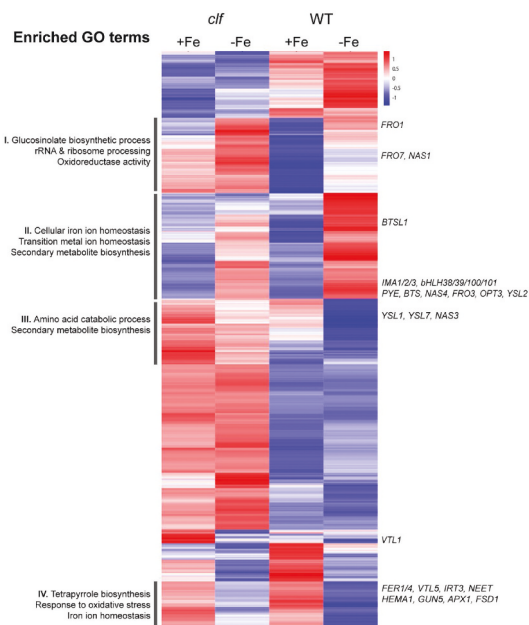 clf WT
Enriched GO terms +Fe -Fe +Fe -Fe
1
0.5
0
-0.5
-1
FRO1
I. Glucosinolate biosynthetic process
rRNA & ribosome processing
Oxidoreductase activity
FRO7, NAS1
BTSL1
II. Cellular iron ion homeostasis
Transition metal ion homeostasis
Secondary metabolite biosynthesis
IMA1/2/3, bHLH38/39/100/101
PYE, BTS, NAS4, FRO3, OPT3, YSL2
III. Amino acid catabolic process
Secondary metabolite biosynthesis
YSL1, YSL7, NAS3
VTL1
IV. Tetrapyrrole biosynthesis
Response to oxidative stress
Iron ion homeostasis
FER1/4, VTL5, IRT3, NEET
HEMA1, GUN5, APX1, FSD1